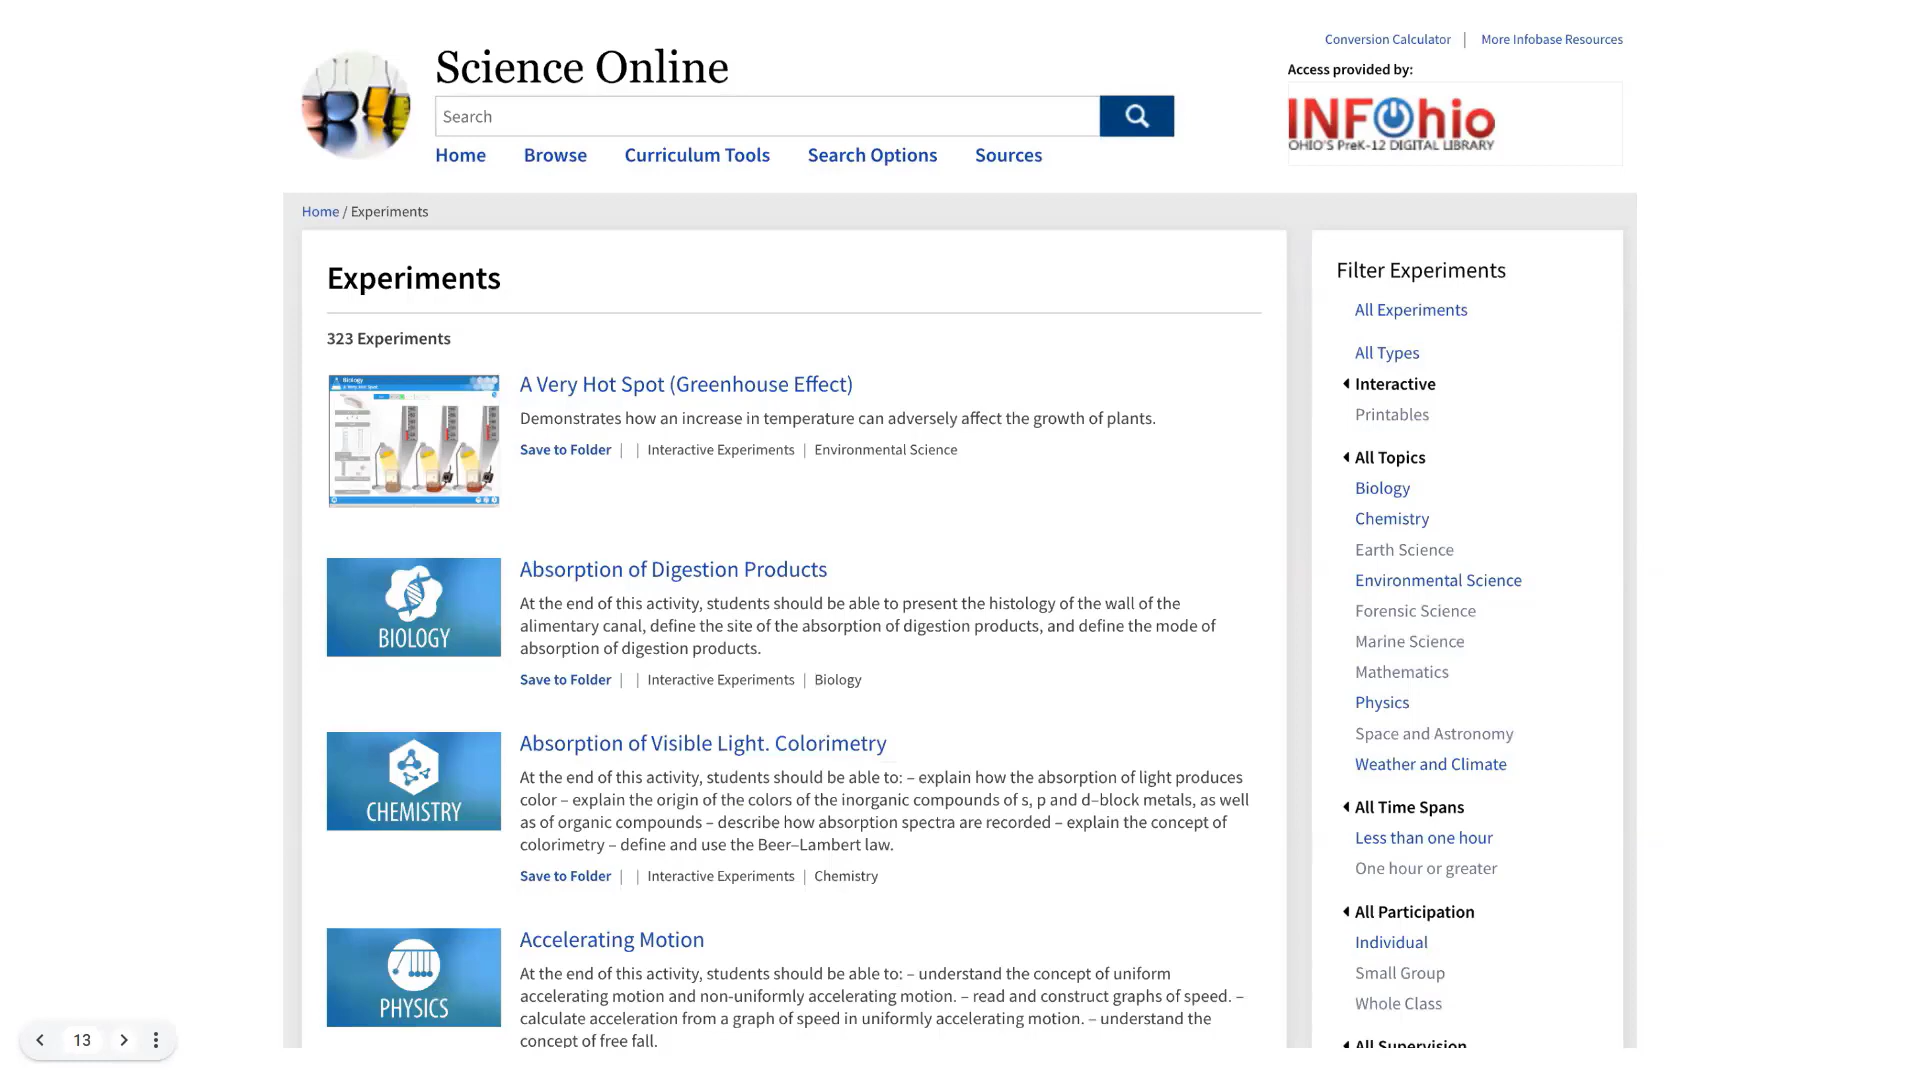 Conversion Calculator | More Infobase Resources
Science Online
Access provided by:
Search
INFOhio
OHIO'S PreK-12 DIGITAL LIBRARY
Home Browse Curriculum Tools Search Options Sources
Home / Experiments
Experiments
323 Experiments
A Very Hot Spot (Greenhouse Effect)
Demonstrates how an increase in temperature can adversely affect the growth of plants.
Save to Folder | | Interactive Experiments | Environmental Science
Biology
BIOLOGY
Absorption of Digestion Products
At the end of this activity, students should be able to present the histology of the wall of the
alimentary canal, define the site of the absorption of digestion products, and define the mode of
absorption of digestion products.
Save to Folder | | Interactive Experiments | Biology
CHEMISTRY
Absorption of Visible Light. Colorimetry
At the end of this activity, students should be able to: – explain how the absorption of light produces
color – explain the origin of the colors of the inorganic compounds of s, p and d–block metals, as well
as of organic compounds – describe how absorption spectra are recorded – explain the concept of
colorimetry – define and use the Beer–Lambert law.
Save to Folder | | Interactive Experiments | Chemistry
PHYSICS
Accelerating Motion
At the end of this activity, students should be able to: – understand the concept of uniform
accelerating motion and non-uniformly accelerating motion. – read and construct graphs of speed. –
calculate acceleration from a graph of speed in uniformly accelerating motion. – understand the
concept of free fall.
Filter Experiments
All Experiments
All Types
Interactive
Printables
All Topics
Biology
Chemistry
Earth Science
Environmental Science
Forensic Science
Marine Science
Mathematics
Physics
Space and Astronomy
Weather and Climate
All Time Spans
Less than one hour
One hour or greater
All Participation
Individual
Small Group
Whole Class
All Supervision
13